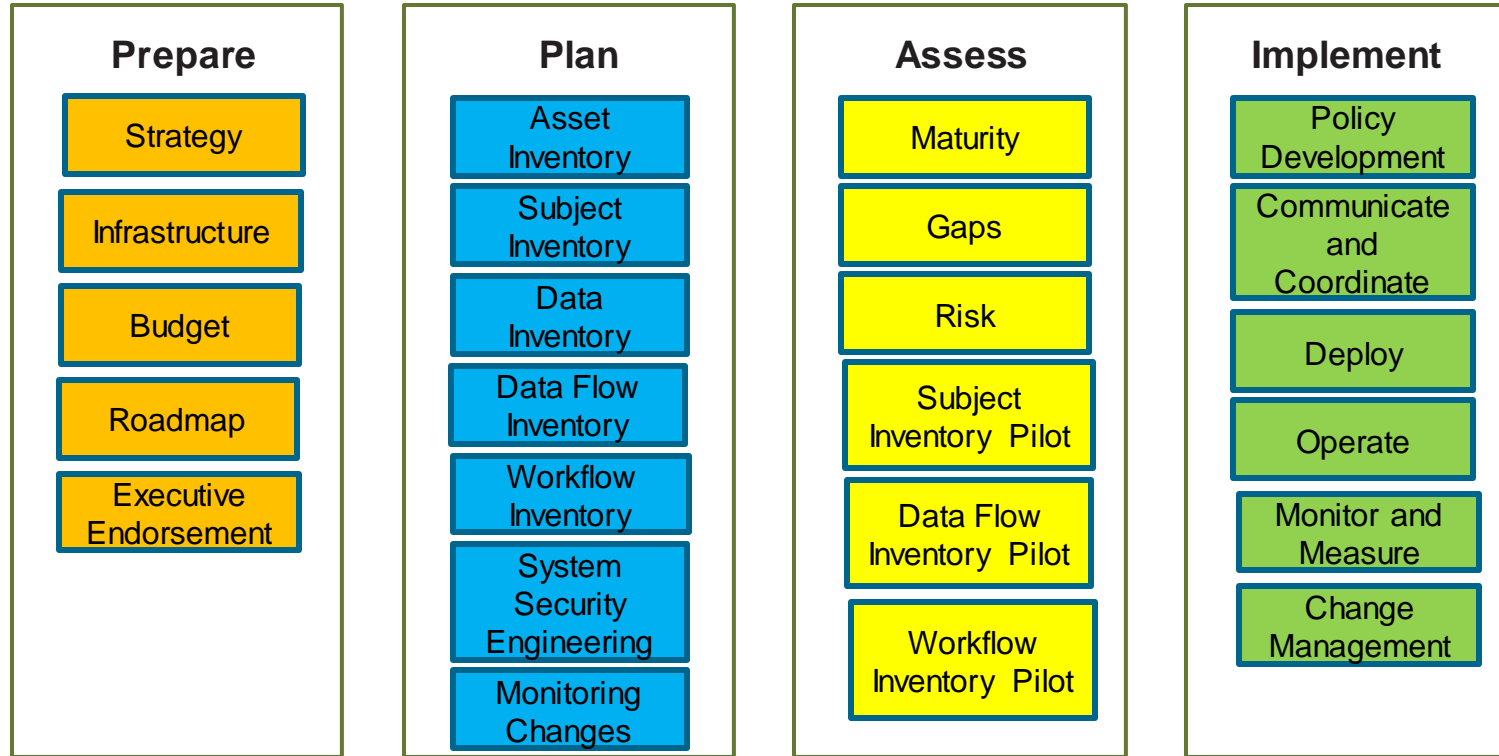 Prepare
Strategy
Infrastructure
Budget
Roadmap
Executive
Endorsement
Plan
Asset
Inventory
Subject
Inventory
Data
Inventory
Data Flow
Inventory
Workflow
Inventory
System
Security
Engineering
Monitoring
Changes
Assess
Maturity
Gaps
Risk
Subject
Inventory Pilot
Data Flow
Inventory Pilot
Workflow
Inventory Pilot
Implement
Policy
Development
Communicate
and
Coordinate
Deploy
Operate
Monitor and
Measure
Change
Management